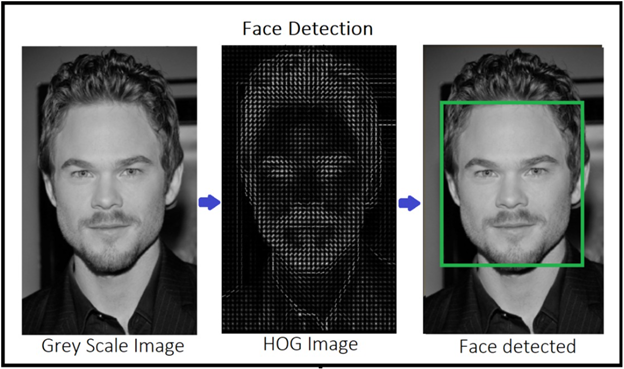 Face Detection
Grey Scale Image
HOG Image
Face detected